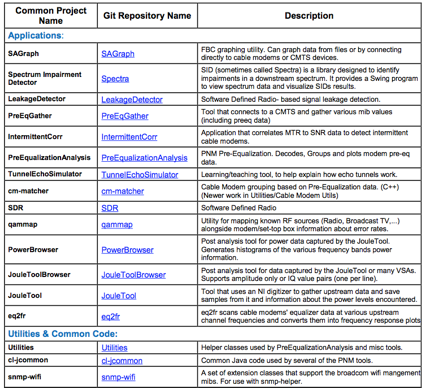 Common Project
Name
Git Repository Name
Description
Applications:
SAGraph
SAGraph
FBC graphing utility. Can graph data from files or by connecting
directly to cable modems or CMTS devices.
Spectrum Impairment
Detector
Spectra
SID (sometimes called Spectra) is a library designed to identify
impairments in a downstream spectrum. It provides a Swing program
to view spectrum data and visualize SIDs results.
LeakageDetector
LeakageDetector
Software Defined Radio- based signal leakage detection.
PreEqGather
PreEqGather
Tool that connects to a CMTS and gathers various mib values
(including preeq data)
IntermittentCorr
IntermittentCorr
Application that correlates MTR to SNR data to detect intermittent
cable modems.
PreEqualizationAnalysis
PreEqualizationAnalysis
PNM Pre-Equalization. Decodes, Groups and plots modem pre-eq
data.
TunnelEchoSimulator
TunnelEchoSimulator
Learning/teaching tool, to help explain how echo tunnels work.
cm-matcher
cm-matcher
Cable Modem grouping based on Pre-Equalization data. (C++)
(Newer work in Utilities/Cable Modem Utils)
SDR
SDR
Software Defined Radio
qammap
qammap
Utility for mapping known RF sources (Radio, Broadcast TV,...)
alongside modem/set-top box information about error rates.
PowerBrowser
PowerBrowser
Post analysis tool for power data captured by the JouleTool.
Generates histograms of the various frequency bands power
information.
JouleToolBrowser
JouleToolBrowser
Post analysis tool for data captured by the JouleTool or many VSAs.
Supports amplitude only or IQ value pairs (one per line).
JouleTool
JouleTool
Tool that uses an NI digitizer to gather upstream data and save
samples from it and information about the power levels encountered.
eq2fr
eq2fr
eq2fr scans cable modems' equalizer data at various upstream
channel frequencies and converts them into frequency response plots
Utilities & Common Code:
Utilities
Utilities
Helper classes used by PreEqualizationAnalysis and misc tools.
cl-jcommon
cl-jcommon
Common Java code used by several of the PNM tools.
snmp-wifi
snmp-wifi
A set of extension classes that support the broadcom wifi mangement
mibs. For use with snmp-helper.